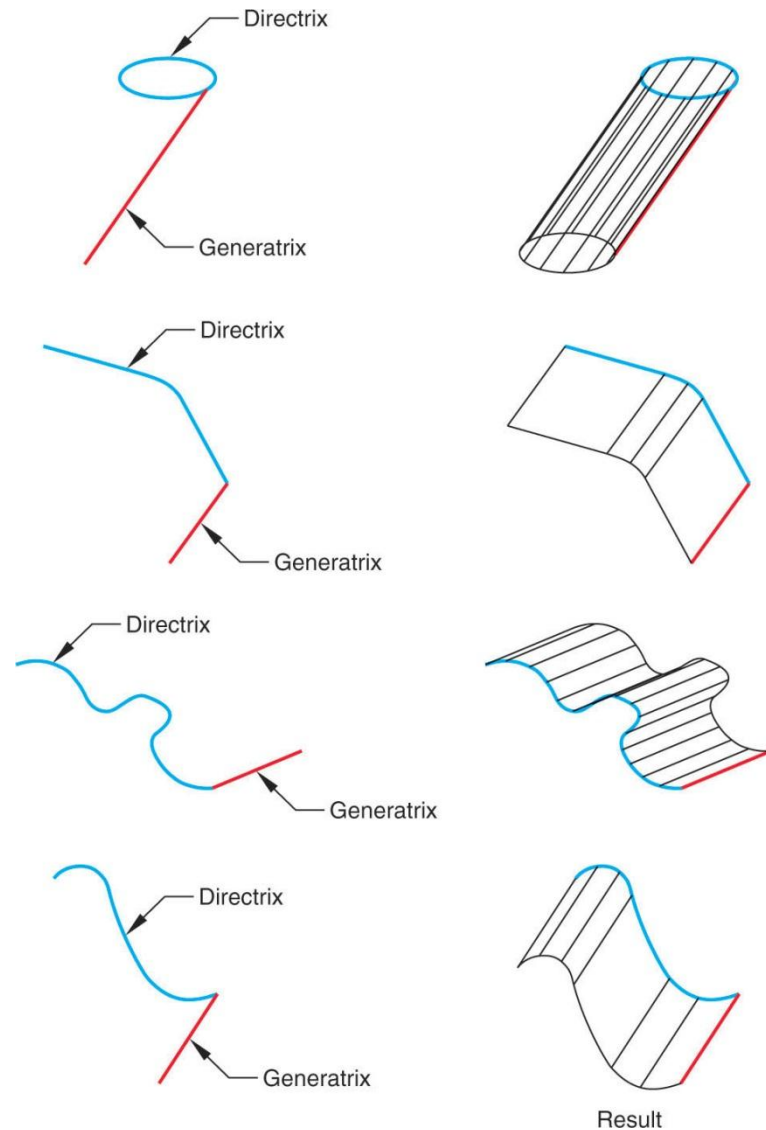 Directrix
Generatrix
Directrix
Generatrix
Directrix
Generatrix
Directrix
Generatrix
Result